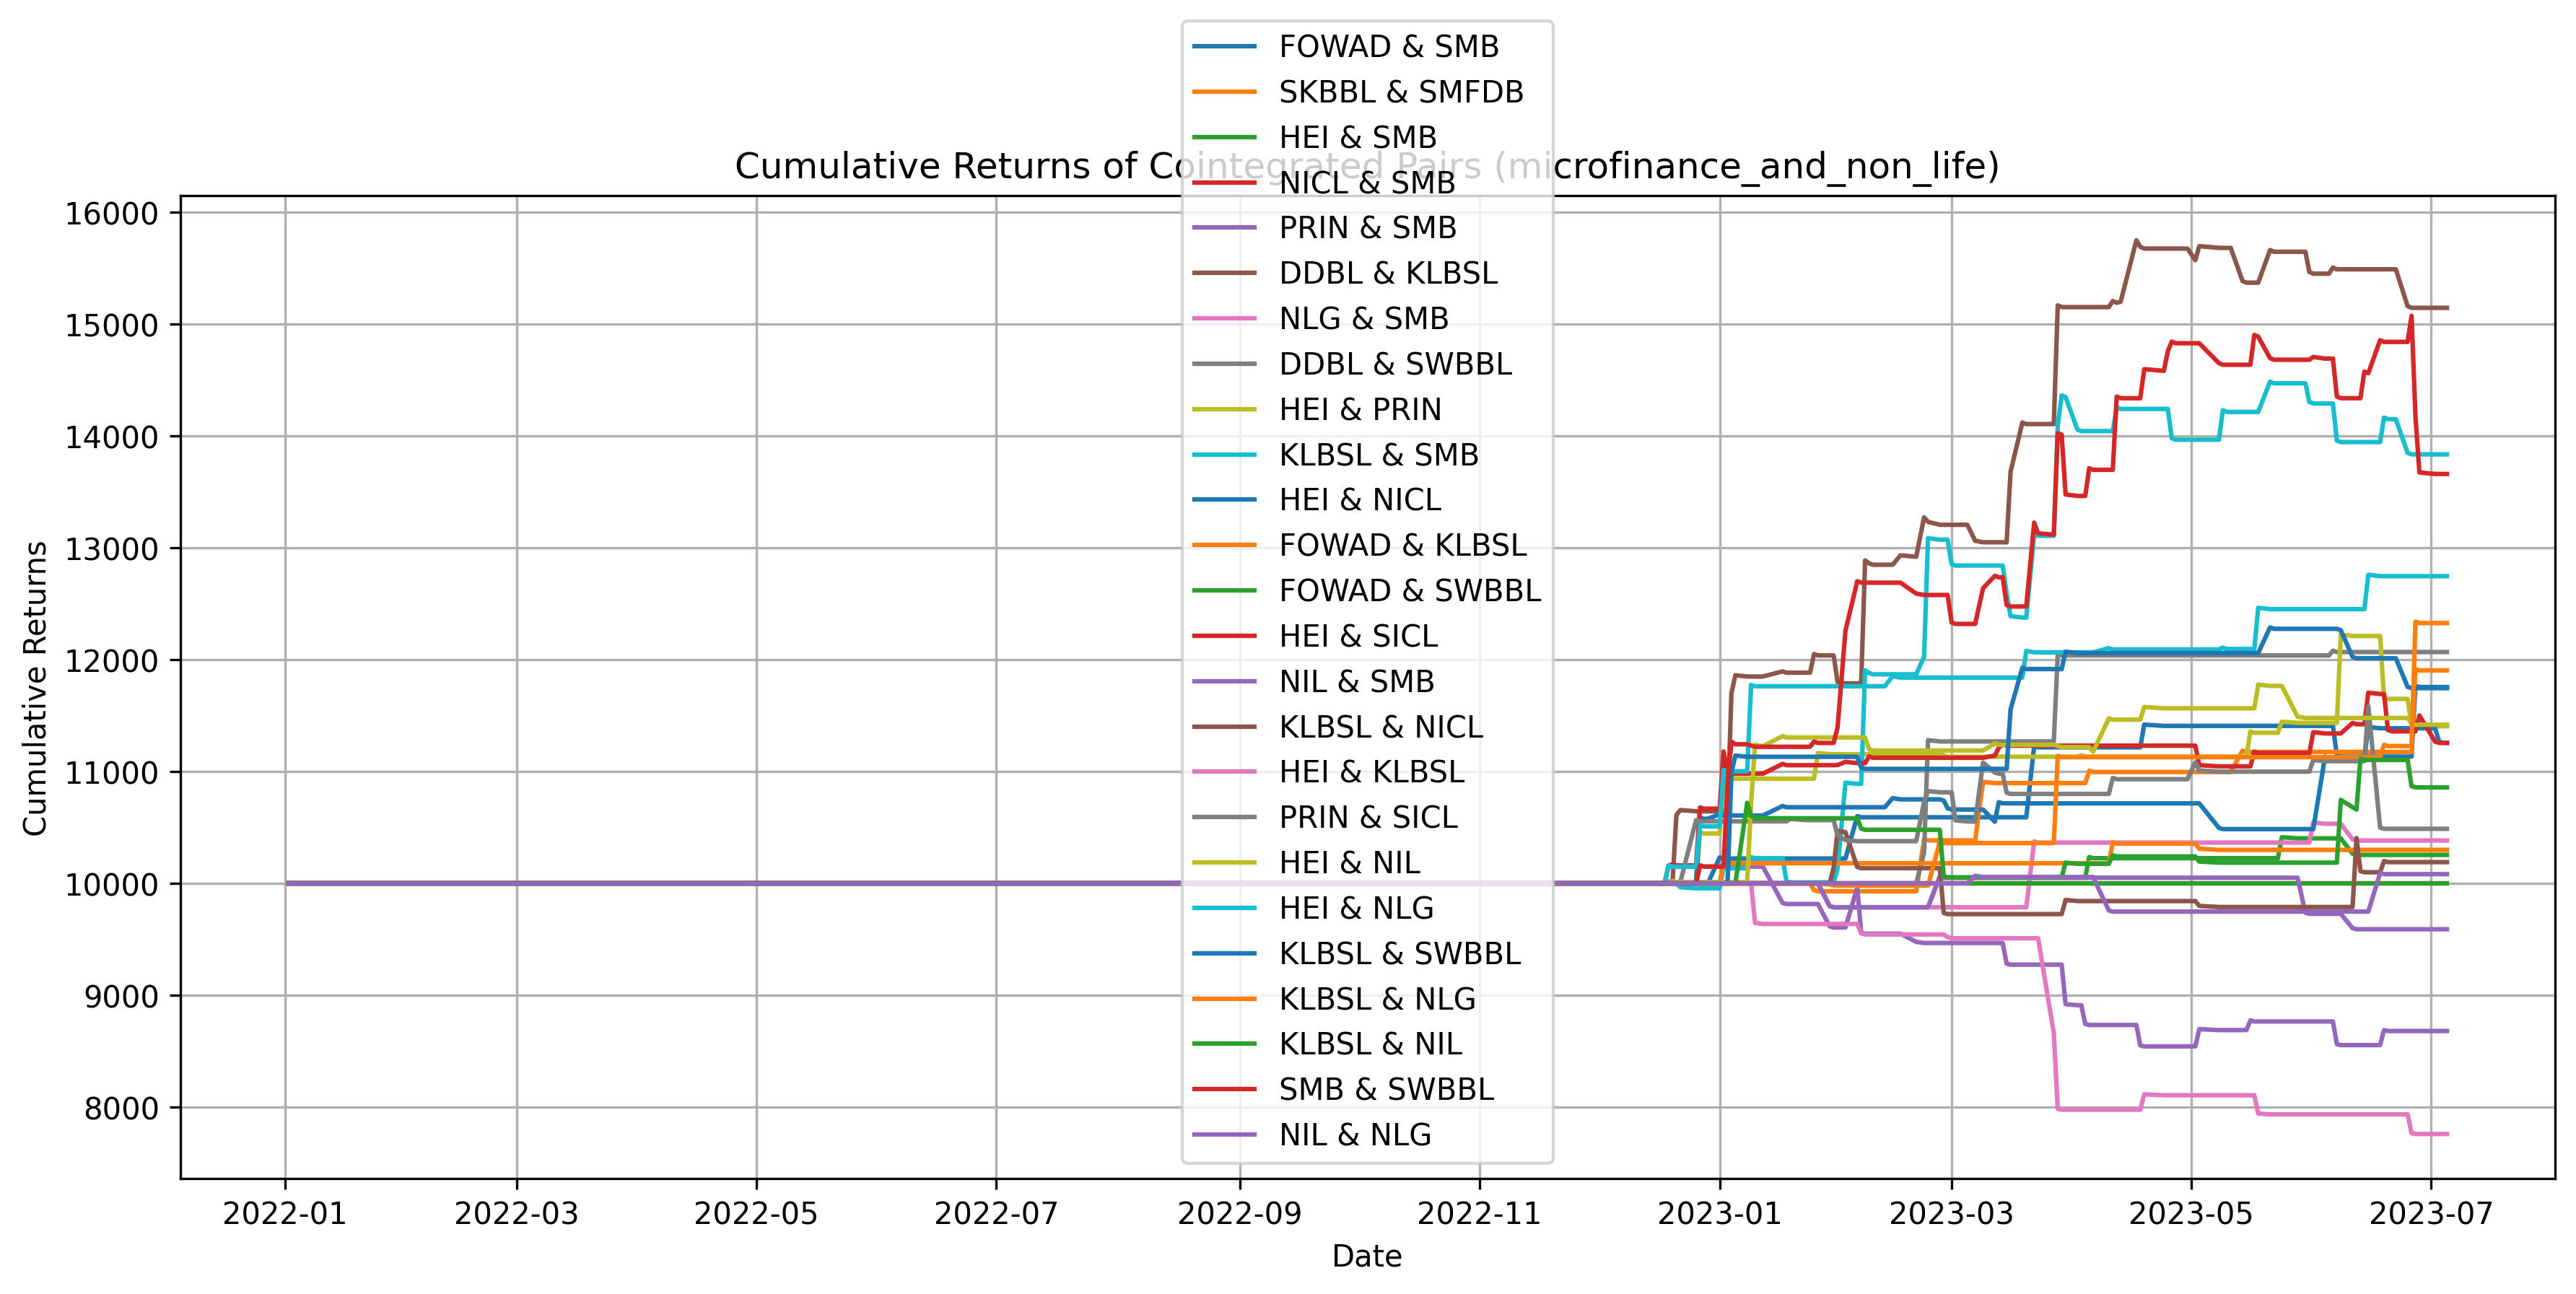 FOWAD & SMB
SKBBL & SMFDB
HEI & SMB
Cumulative Returns of Cointegrated Pairs (microfinance_and_non_life)
NICL & SMB
PRIN & SMB
DDBL & KLBSL
NLG & SMB
DDBL & SWBBL
HEI & PRIN
KLBSL & SMB
HEI & NICL
FOWAD & KLBSL
FOWAD & SWBBL
HEI & SICL
NIL & SMB
KLBSL & NICL
HEI & KLBSL
PRIN & SICL
HEI & NIL
HEI & NLG
KLBSL & SWBBL
KLBSL & NLG
KLBSL & NIL
SMB & SWBBL
NIL & NLG
16000
15000
14000
13000
12000
11000
10000
9000
8000
Cumulative Returns
2022-01 2022-03 2022-05 2022-07 2022-09 2022-11 2023-01 2023-03 2023-05 2023-07
Date